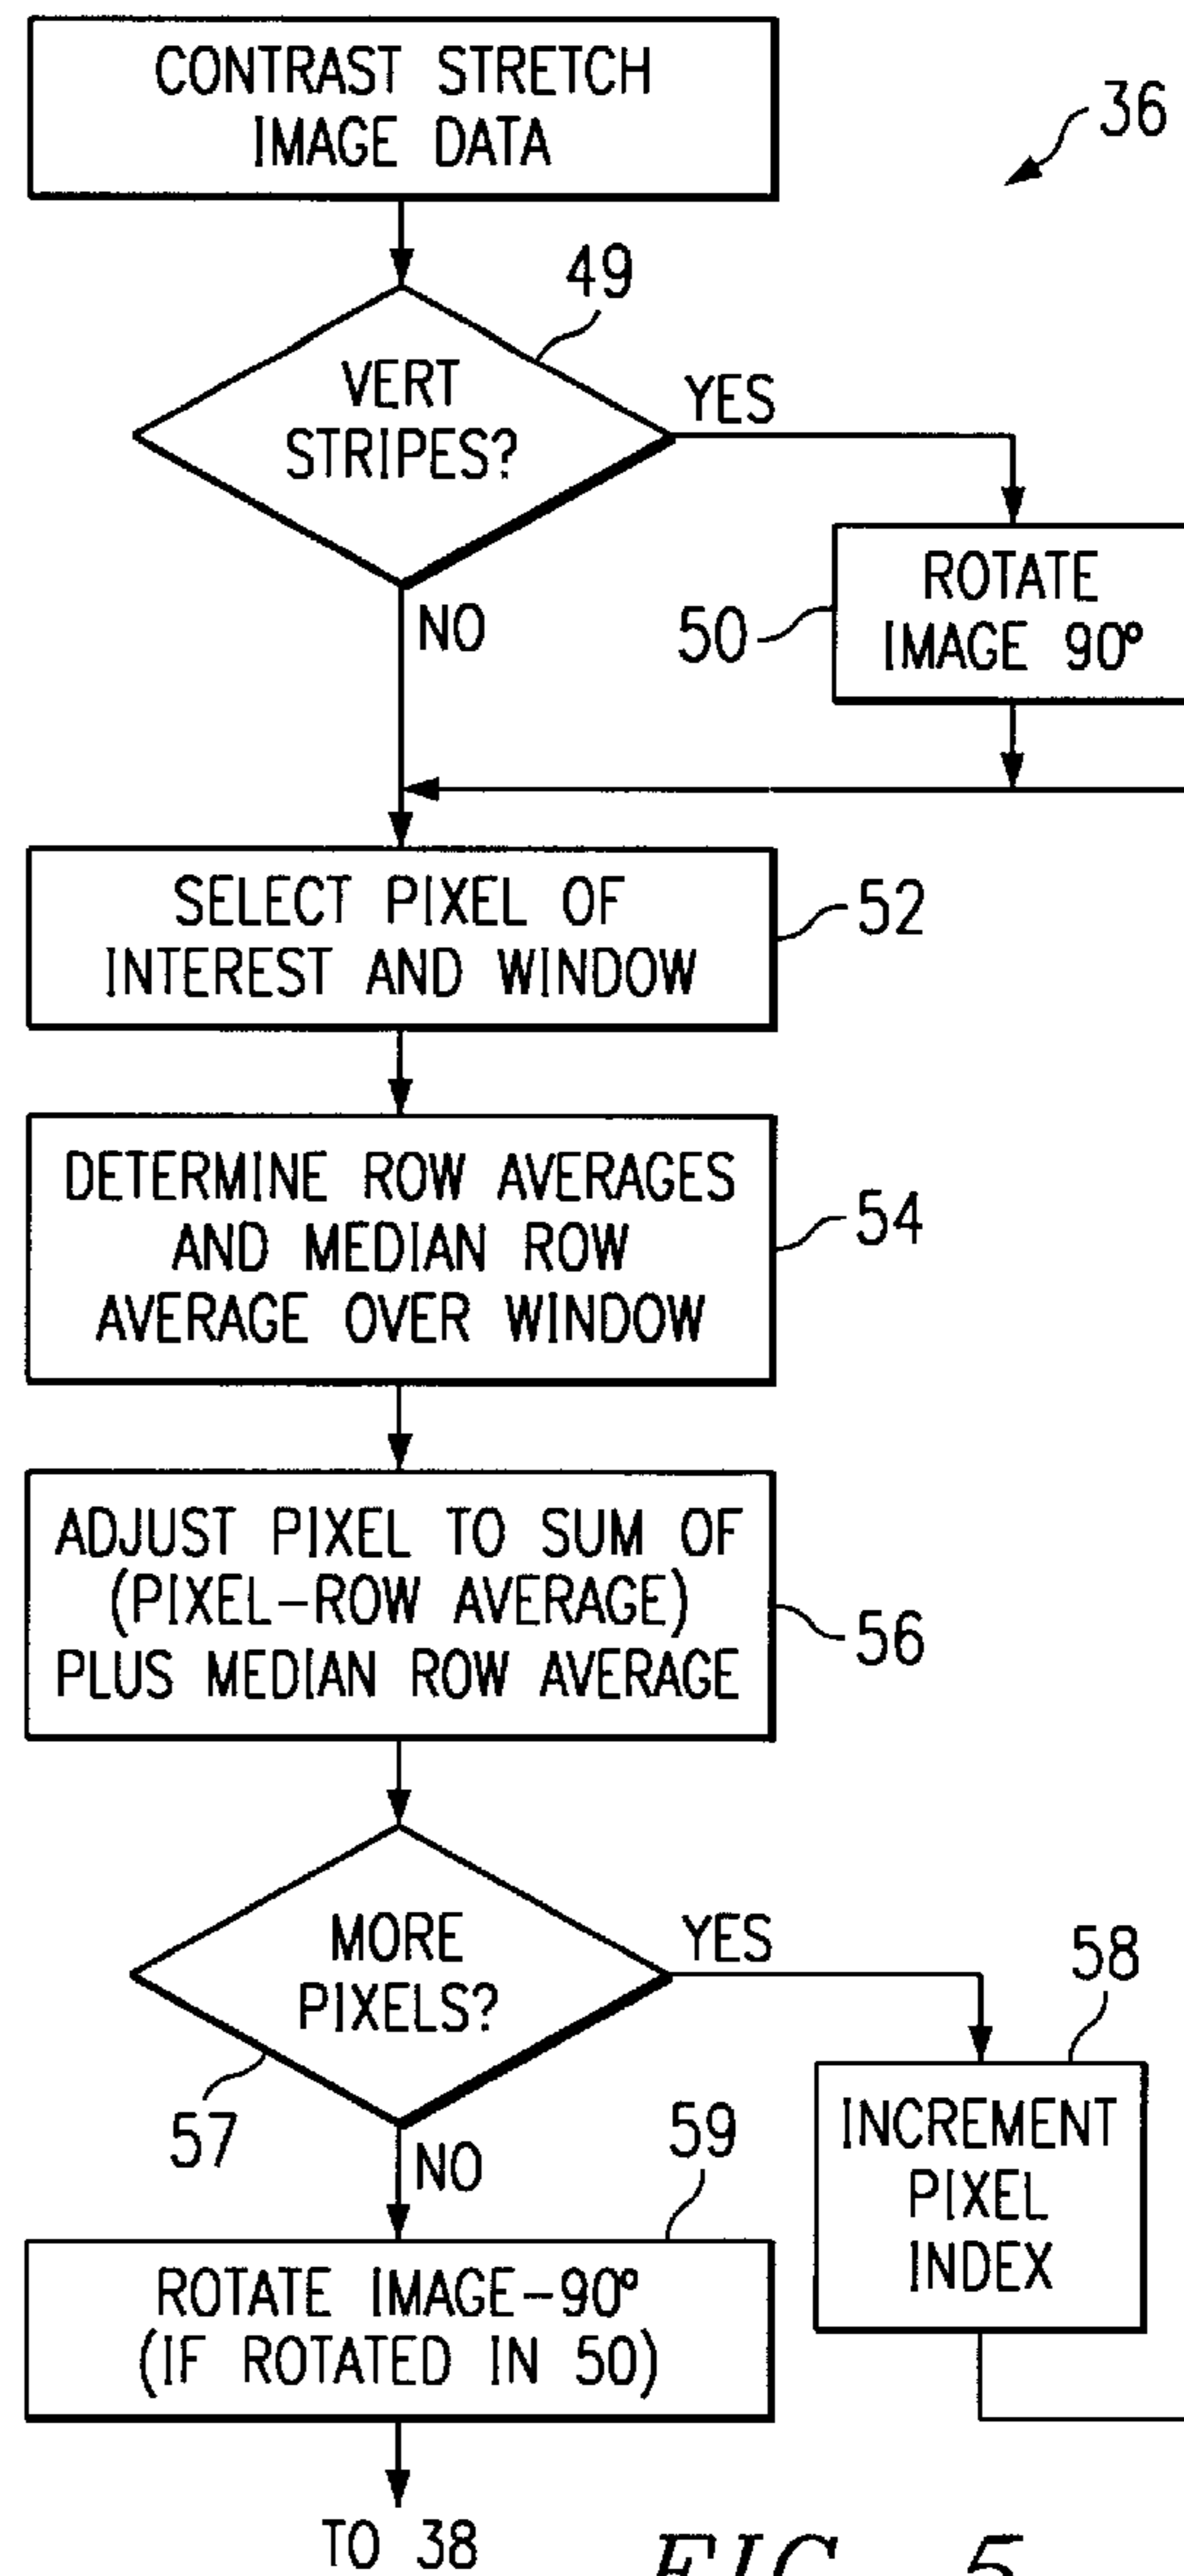 CONTRAST STRETCH
IMAGE DATA
36
49
VERT
STRIPES?
YES
NO
50
ROTATE
IMAGE 90°
SELECT PIXEL OF
INTEREST AND WINDOW
52
DETERMINE ROW AVERAGES
AND MEDIAN ROW
AVERAGE OVER WINDOW
54
ADJUST PIXEL TO SUM OF
(PIXEL-ROW AVERAGE)
PLUS MEDIAN ROW AVERAGE
56
MORE
PIXELS?
YES
58
57
NO
59
INCREMENT
PIXEL
INDEX
ROTATE IMAGE-90°
(IF ROTATED IN 50)
TO 38
FIG. 5